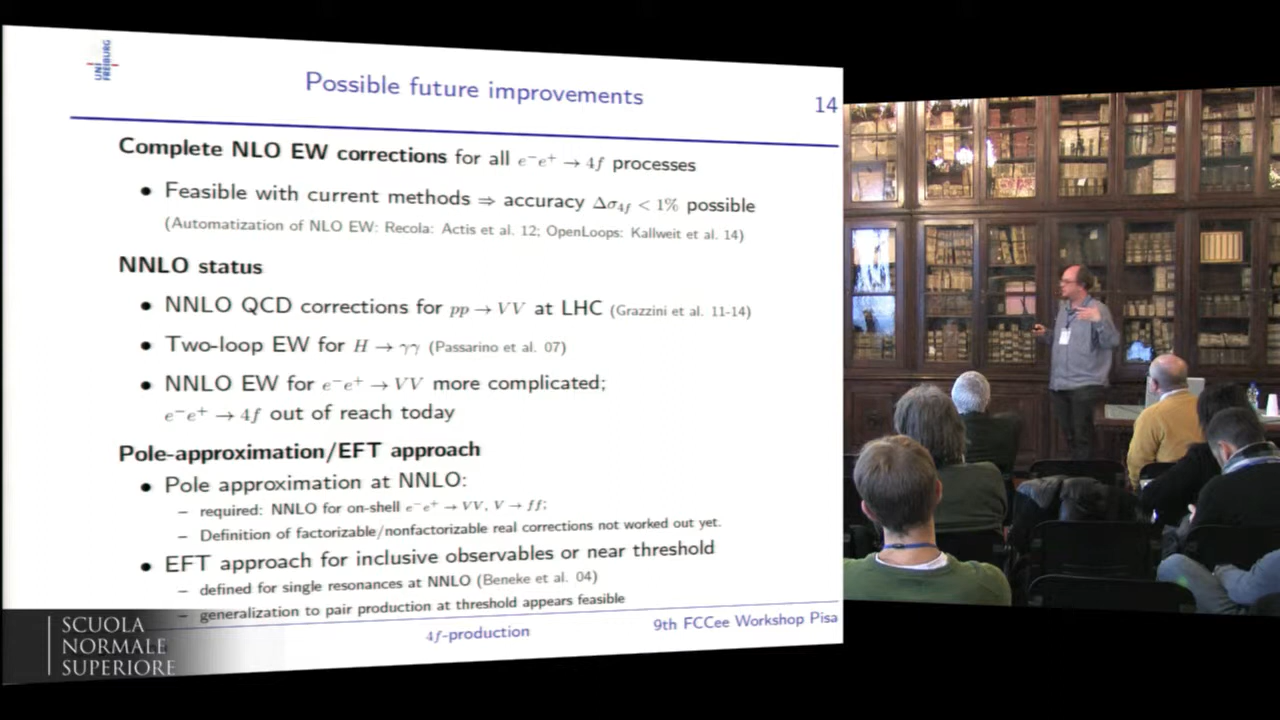 UNI
FREIBURG
Possible future improvements
14
Complete NLO EW corrections for all e⁻e⁺ → 4f processes
• Feasible with current methods ⇒ accuracy Δσ₄f < 1% possible
(Automatization of NLO EW: Recola: Actis et al. 12; OpenLoops: Kallweit et al. 14)
NNLO status
• NNLO QCD corrections for pp → VV at LHC (Grazzini et al. 11-14)
• Two-loop EW for H → γγ (Passarino et al. 07)
• NNLO EW for e⁻e⁺ → VV more complicated;
e⁻e⁺ → 4f out of reach today
Pole-approximation/EFT approach
• Pole approximation at NNLO:
– required: NNLO for on-shell e⁻e⁺ → VV, V → ff;
– Definition of factorizable/nonfactorizable real corrections not worked out yet.
• EFT approach for inclusive observables or near threshold
– defined for single resonances at NNLO (Beneke et al. 04)
– generalization to pair production at threshold appears feasible
4f-production
9th FCCee Workshop Pisa
SCUOLA
NORMALE
SUPERIORE